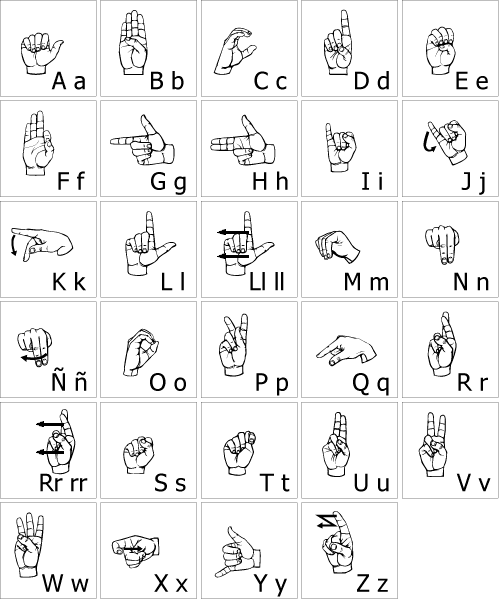 A a B b C c D d E e
F f G g H h I i J j
K k L l Ll ll M m N n
Ñ ñ O o P p Q q R r
Rr rr S s T t U u V v
W w X x Y y Z z